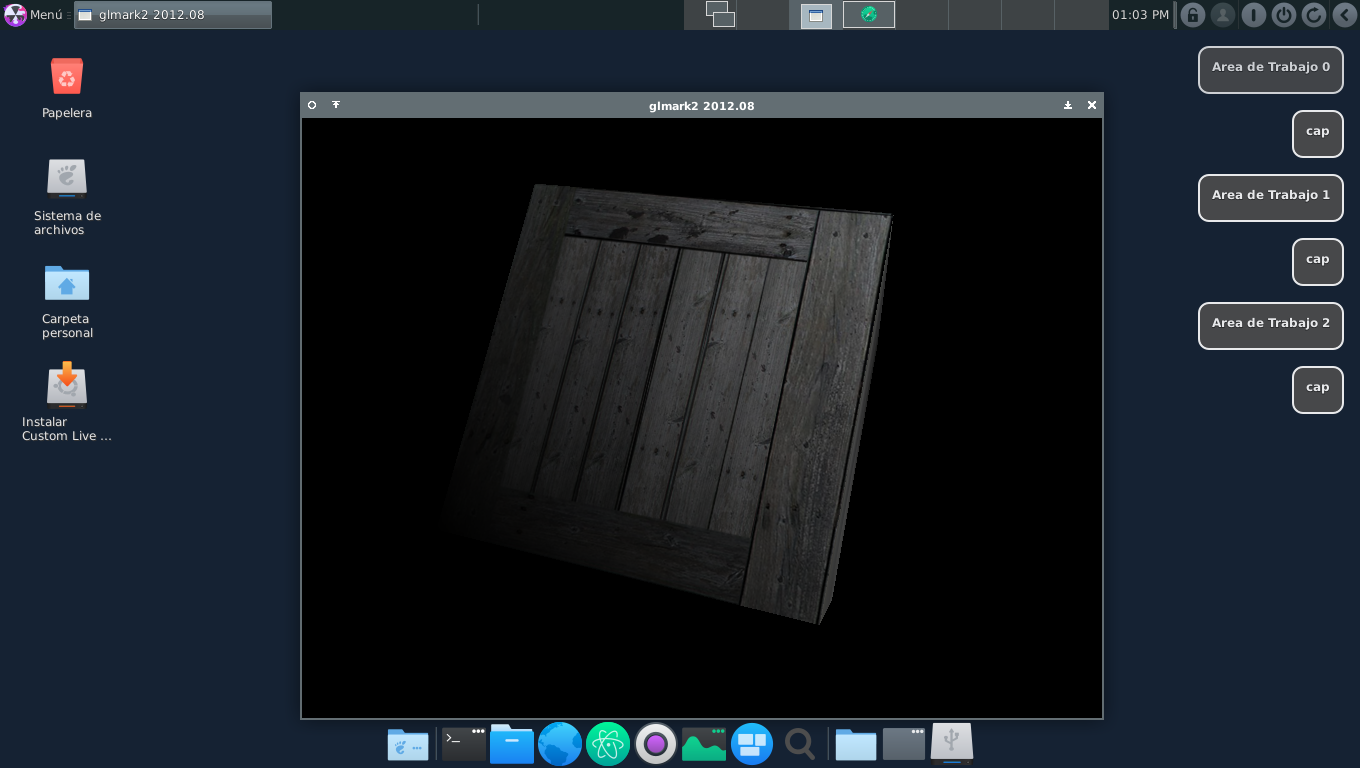 Menú
glmark2 2012.08
01:03 PM
Papelera
Sistema de
archivos
Carpeta
personal
Instalar
Custom Live ...
glmark2 2012.08
Area de Trabajo 0
cap
Area de Trabajo 1
cap
Area de Trabajo 2
cap